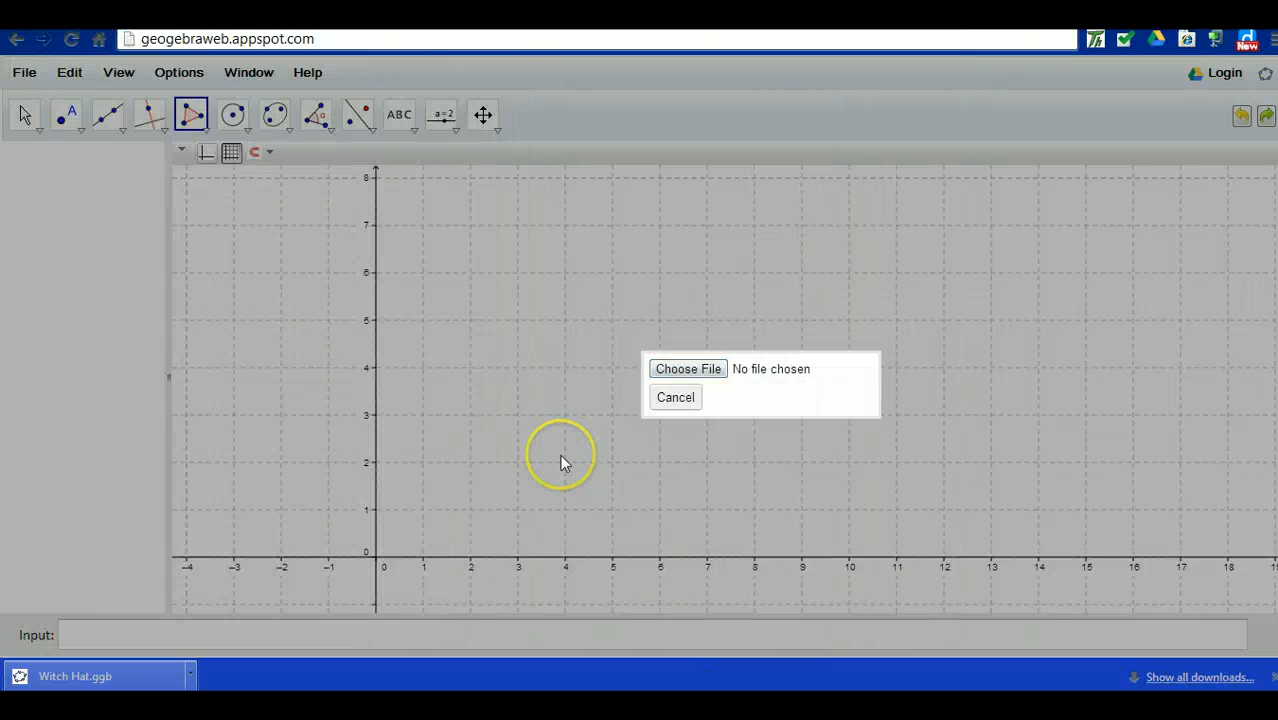 geogebraweb.appspot.com
New
File Edit View Options Window Help
Login
A
α
ABC
a=2
8
7
6
5
4
3
2
1
0
-4 -3 -2 -1 0 1 2 3 4 5 6 7 8 9 10 11 12 13 14 15 16 17 18
Choose File No file chosen
Cancel
Input:
Witch Hat.ggb
Show all downloads...